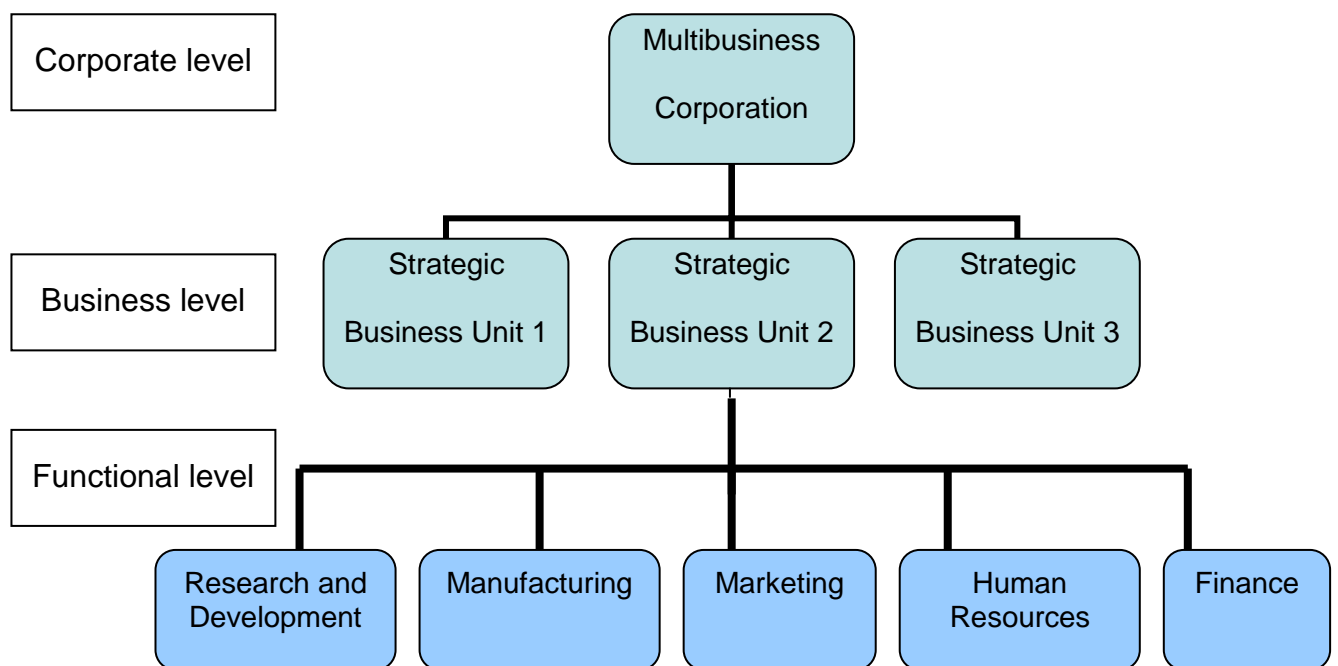 Corporate level
Multibusiness
Corporation
Business level
Strategic
Business Unit 1
Strategic
Business Unit 2
Strategic
Business Unit 3
Functional level
Research and
Development
Manufacturing
Marketing
Human
Resources
Finance